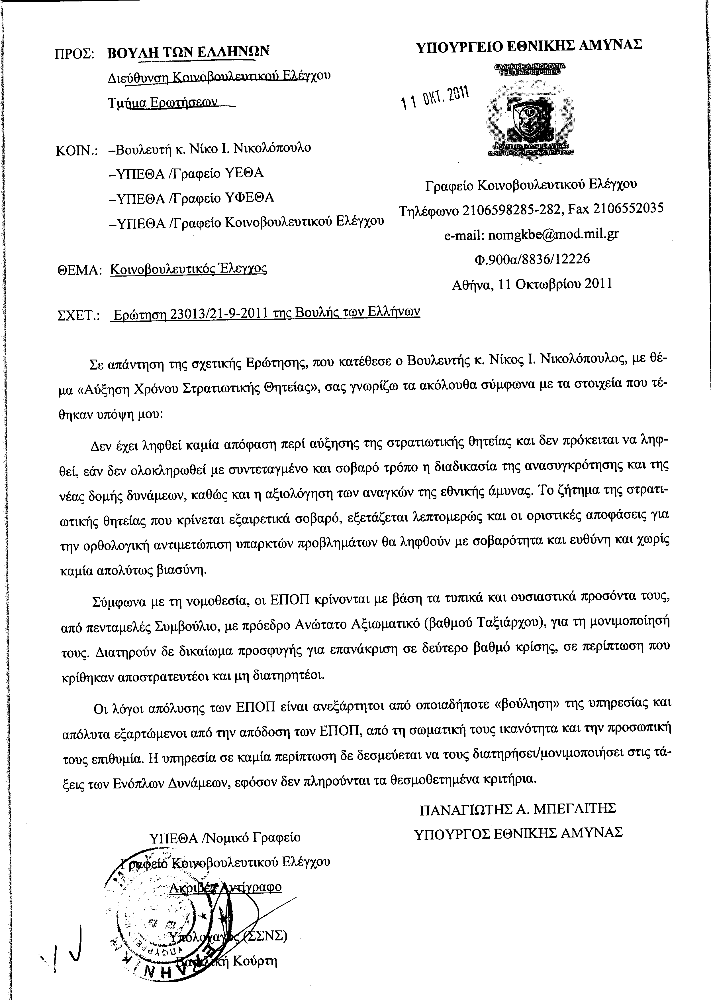 ΠΡΟΣ: ΒΟΥΛΗ ΤΩΝ ΕΛΛΗΝΩΝ
Διεύθυνση Κοινοβουλευτικού Ελέγχου
Τμήμα Ερωτήσεων
ΚΟΙΝ.: –Βουλευτή κ. Νίκο Ι. Νικολόπουλο
–ΥΠΕΘΑ /Γραφείο ΥΕΘΑ
–ΥΠΕΘΑ /Γραφείο ΥΦΕΘΑ
–ΥΠΕΘΑ /Γραφείο Κοινοβουλευτικού Ελέγχου
ΥΠΟΥΡΓΕΙΟ ΕΘΝΙΚΗΣ ΑΜΥΝΑΣ
ΕΛΛΗΝΙΚΗ ΔΗΜΟΚΡΑΤΙΑ
HELLENIC REPUBLIC
11 ΟΚΤ. 2011
ΥΠΟΥΡΓΕΙΟ ΕΘΝΙΚΗΣ ΑΜΥΝΑΣ
MINISTRY OF NATIONAL DEFENCE
Γραφείο Κοινοβουλευτικού Ελέγχου
Τηλέφωνο 2106598285-282, Fax 2106552035
e-mail: nomgkbe@mod.mil.gr
Φ.900α/8836/12226
Αθήνα, 11 Οκτωβρίου 2011
ΘΕΜΑ: Κοινοβουλευτικός Έλεγχος
ΣΧΕΤ.: Ερώτηση 23013/21-9-2011 της Βουλής των Ελλήνων
Σε απάντηση της σχετικής Ερώτησης, που κατέθεσε ο Βουλευτής κ. Νίκος Ι. Νικολόπουλος, με θέ-
μα «Αύξηση Χρόνου Στρατιωτικής Θητείας», σας γνωρίζω τα ακόλουθα σύμφωνα με τα στοιχεία που τέ-
θηκαν υπόψη μου:
Δεν έχει ληφθεί καμία απόφαση περί αύξησης της στρατιωτικής θητείας και δεν πρόκειται να ληφ-
θεί, εάν δεν ολοκληρωθεί με συντεταγμένο και σοβαρό τρόπο η διαδικασία της ανασυγκρότησης και της
νέας δομής δυνάμεων, καθώς και η αξιολόγηση των αναγκών της εθνικής άμυνας. Το ζήτημα της στρατι-
ωτικής θητείας που κρίνεται εξαιρετικά σοβαρό, εξετάζεται λεπτομερώς και οι οριστικές αποφάσεις για
την ορθολογική αντιμετώπιση υπαρκτών προβλημάτων θα ληφθούν με σοβαρότητα και ευθύνη και χωρίς
καμία απολύτως βιασύνη.
Σύμφωνα με τη νομοθεσία, οι ΕΠΟΠ κρίνονται με βάση τα τυπικά και ουσιαστικά προσόντα τους,
από πενταμελές Συμβούλιο, με πρόεδρο Ανώτατο Αξιωματικό (βαθμού Ταξιάρχου), για τη μονιμοποίησή
τους. Διατηρούν δε δικαίωμα προσφυγής για επανάκριση σε δεύτερο βαθμό κρίσης, σε περίπτωση που
κρίθηκαν αποστρατευτέοι και μη διατηρητέοι.
Οι λόγοι απόλυσης των ΕΠΟΠ είναι ανεξάρτητοι από οποιαδήποτε «βούληση» της υπηρεσίας και
απόλυτα εξαρτώμενοι από την απόδοση των ΕΠΟΠ, από τη σωματική τους ικανότητα και την προσωπική
τους επιθυμία. Η υπηρεσία σε καμία περίπτωση δε δεσμεύεται να τους διατηρήσει/μονιμοποιήσει στις τά-
ξεις των Ενόπλων Δυνάμεων, εφόσον δεν πληρούνται τα θεσμοθετημένα κριτήρια.
ΠΑΝΑΓΙΩΤΗΣ Α. ΜΠΕΓΛΙΤΗΣ
ΥΠΟΥΡΓΟΣ ΕΘΝΙΚΗΣ ΑΜΥΝΑΣ
ΥΠΕΘΑ /Νομικό Γραφείο
Γραφείο Κοινοβουλευτικού Ελέγχου
Ακριβές Αντίγραφο
Υπολοχαγός (ΣΣΝΣ)
Βασιλική Κούρτη